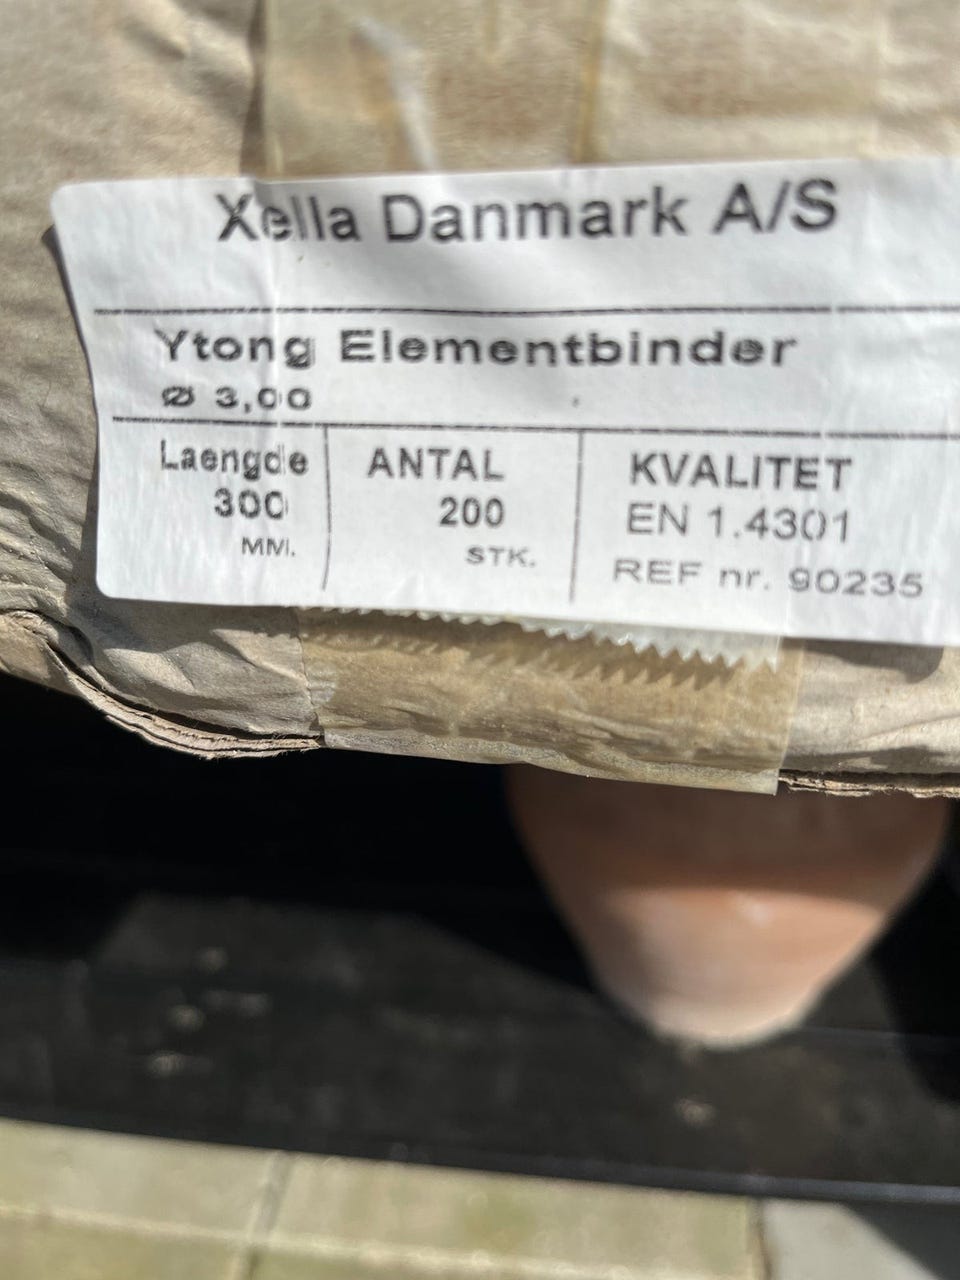 Xella Danmark A/S
Ytong Elementbinder
Ø 3,00
Laengde
300
MM.
ANTAL
200
STK.
KVALITET
EN 1.4301
REF nr. 90235